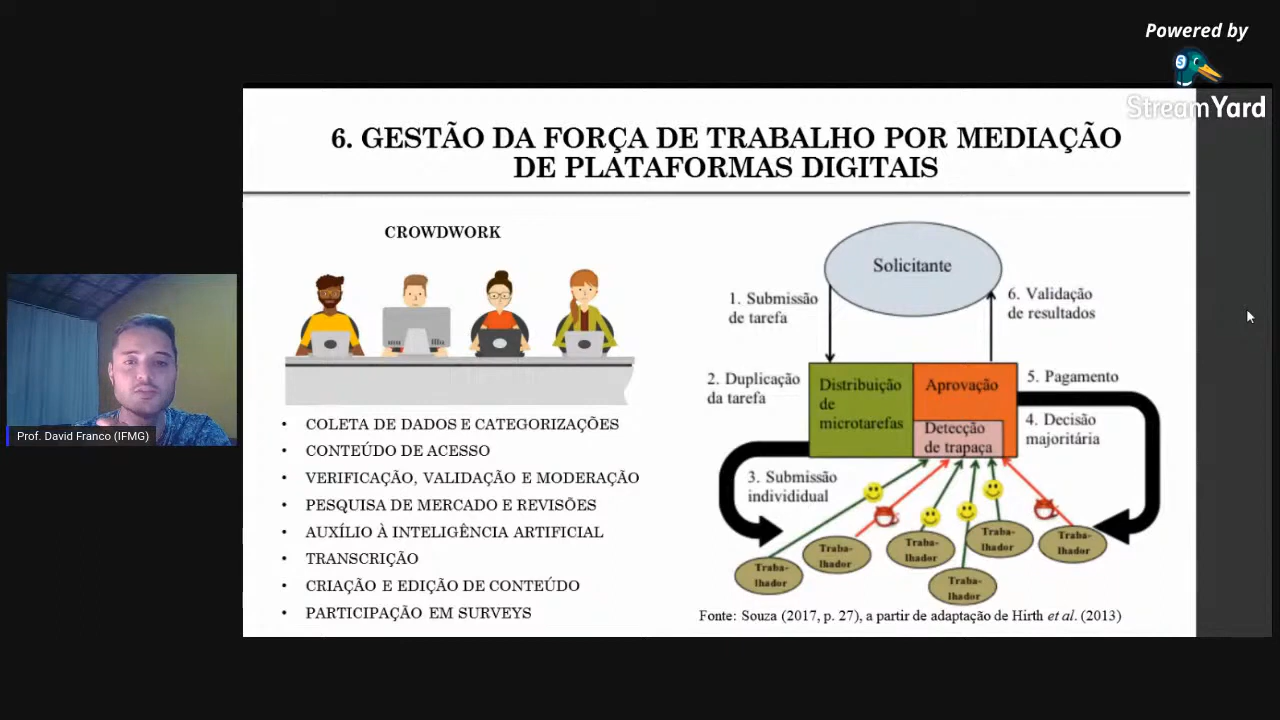 Powered by
StreamYard
6. GESTÃO DA FORÇA DE TRABALHO POR MEDIAÇÃO
DE PLATAFORMAS DIGITAIS
CROWDWORK
• COLETA DE DADOS E CATEGORIZAÇÕES
• CONTEÚDO DE ACESSO
• VERIFICAÇÃO, VALIDAÇÃO E MODERAÇÃO
• PESQUISA DE MERCADO E REVISÕES
• AUXÍLIO À INTELIGÊNCIA ARTIFICIAL
• TRANSCRIÇÃO
• CRIAÇÃO E EDIÇÃO DE CONTEÚDO
• PARTICIPAÇÃO EM SURVEYS
Solicitante
1. Submissão
de tarefa
6. Validação
de resultados
2. Duplicação
da tarefa
Distribuição
de
microtarefas
Aprovação
Detecção
de trapaça
5. Pagamento
4. Decisão
majoritária
3. Submissão
individidual
Traba-
lhador
Traba-
lhador
Traba-
lhador
Traba-
lhador
Traba-
lhador
Traba-
lhador
Fonte: Souza (2017, p. 27), a partir de adaptação de Hirth et al. (2013)
Prof. David Franco (IFMG)